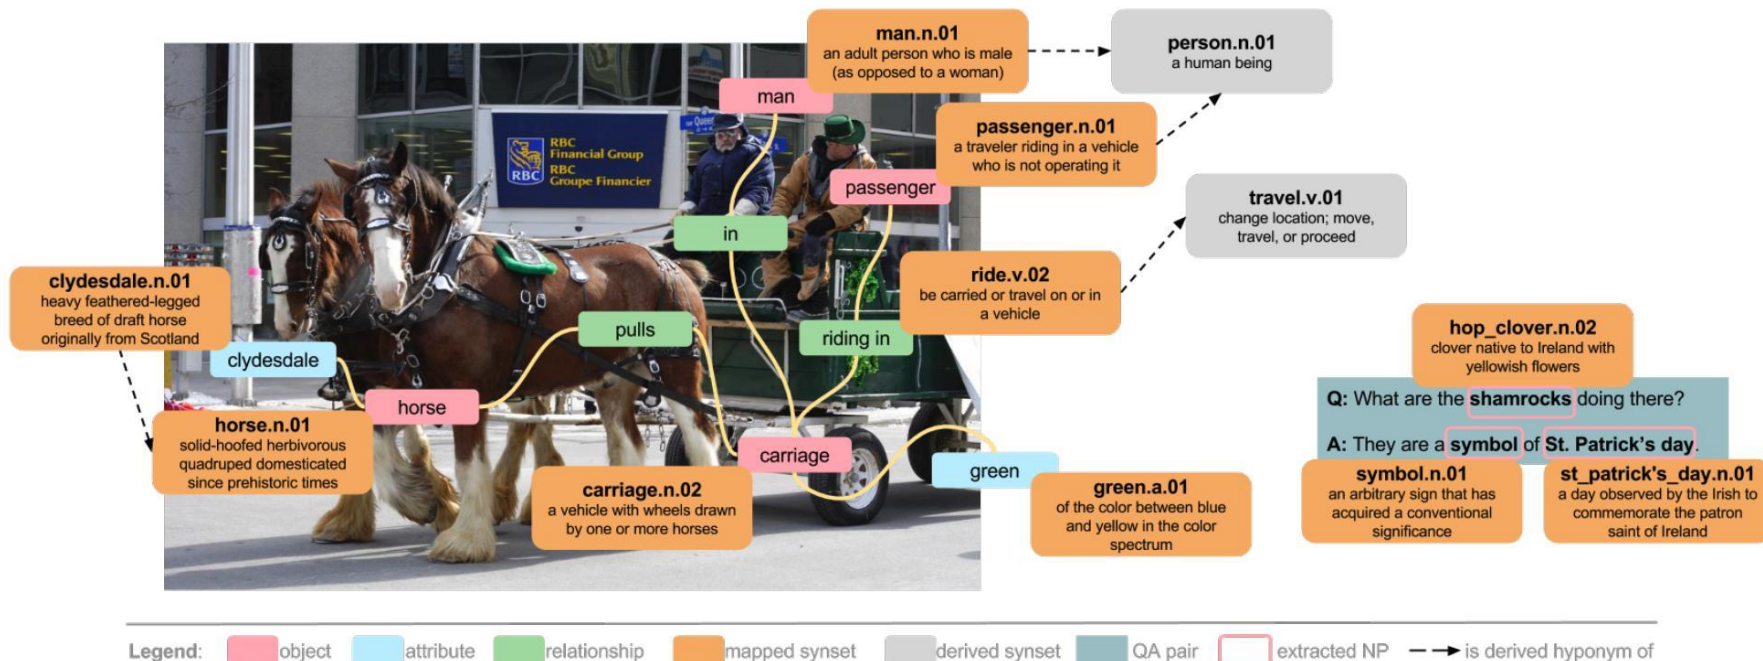 man.n.01
an adult person who is male
(as opposed to a woman)
person.n.01
a human being
man
passenger.n.01
a traveler riding in a vehicle
who is not operating it
Queen
RBC
Financial Group
RBC
Groupe Financier
RBC
passenger
travel.v.01
change location; move,
travel, or proceed
in
ride.v.02
be carried or travel on or in
a vehicle
clydesdale.n.01
heavy feathered-legged
breed of draft horse
originally from Scotland
pulls
riding in
clydesdale
hop_clover.n.02
clover native to Ireland with
yellowish flowers
horse
Q: What are the shamrocks doing there?
A: They are a symbol of St. Patrick's day.
horse.n.01
solid-hoofed herbivorous
quadruped domesticated
since prehistoric times
carriage
green
carriage.n.02
a vehicle with wheels drawn
by one or more horses
green.a.01
of the color between blue
and yellow in the color
spectrum
symbol.n.01
an arbitrary sign that has
acquired a conventional
significance
st_patrick's_day.n.01
a day observed by the Irish to
commemorate the patron
saint of Ireland
Legend: object attribute relationship mapped synset derived synset QA pair extracted NP is derived hyponym of